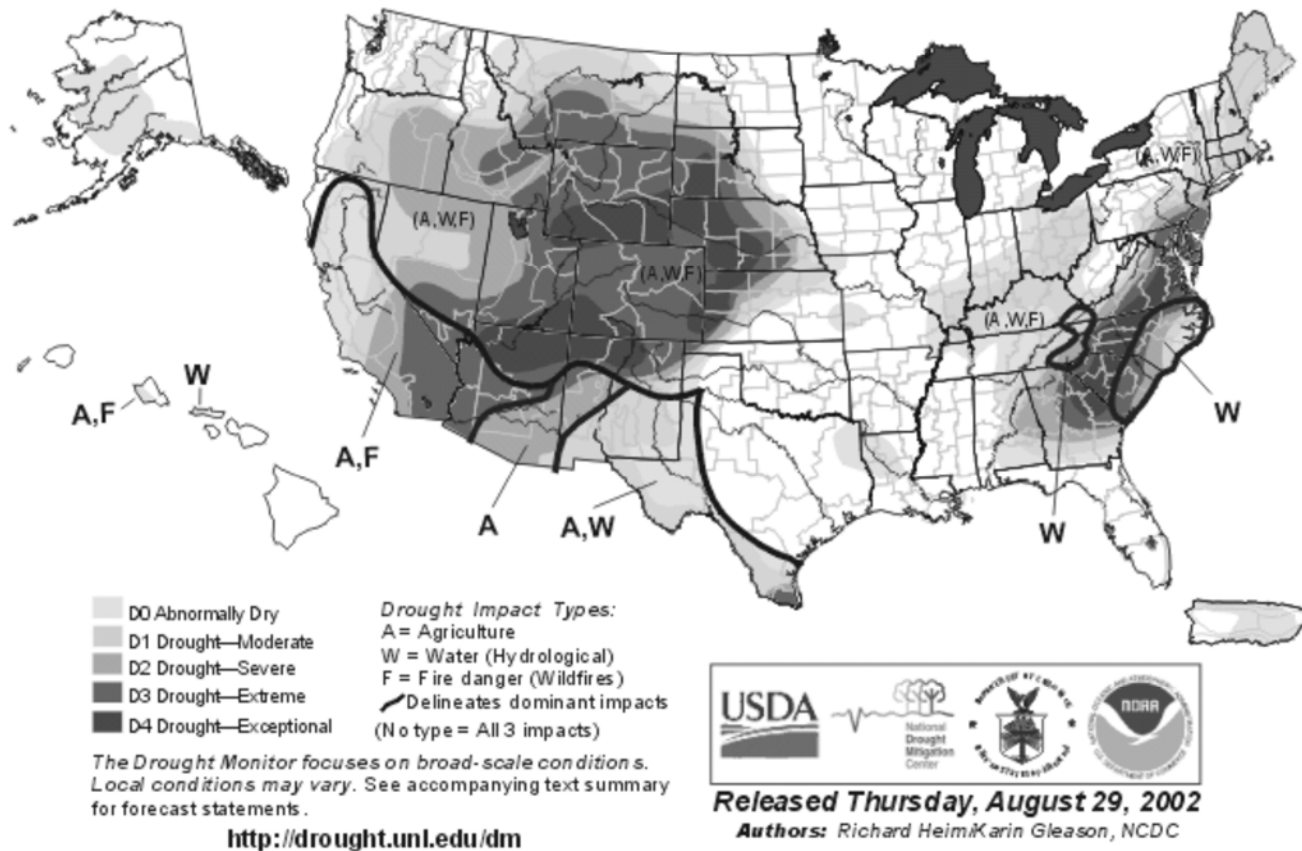 (A,W,F)
(A,W,F)
(A,W,F)
(A,W,F)
W
A,F
A,F
A
A,W
W
W
D0 Abnormally Dry
D1 Drought—Moderate
D2 Drought—Severe
D3 Drought—Extreme
D4 Drought—Exceptional
Drought Impact Types:
A = Agriculture
W = Water (Hydrological)
F = Fire danger (Wildfires)
Delineates dominant impacts
(No type = All 3 impacts)
The Drought Monitor focuses on broad-scale conditions.
Local conditions may vary. See accompanying text summary
for forecast statements.
http://drought.unl.edu/dm
USDA
National
Drought
Mitigation
Center
NOAA
Released Thursday, August 29, 2002
Authors: Richard Heim/Karin Gleason, NCDC